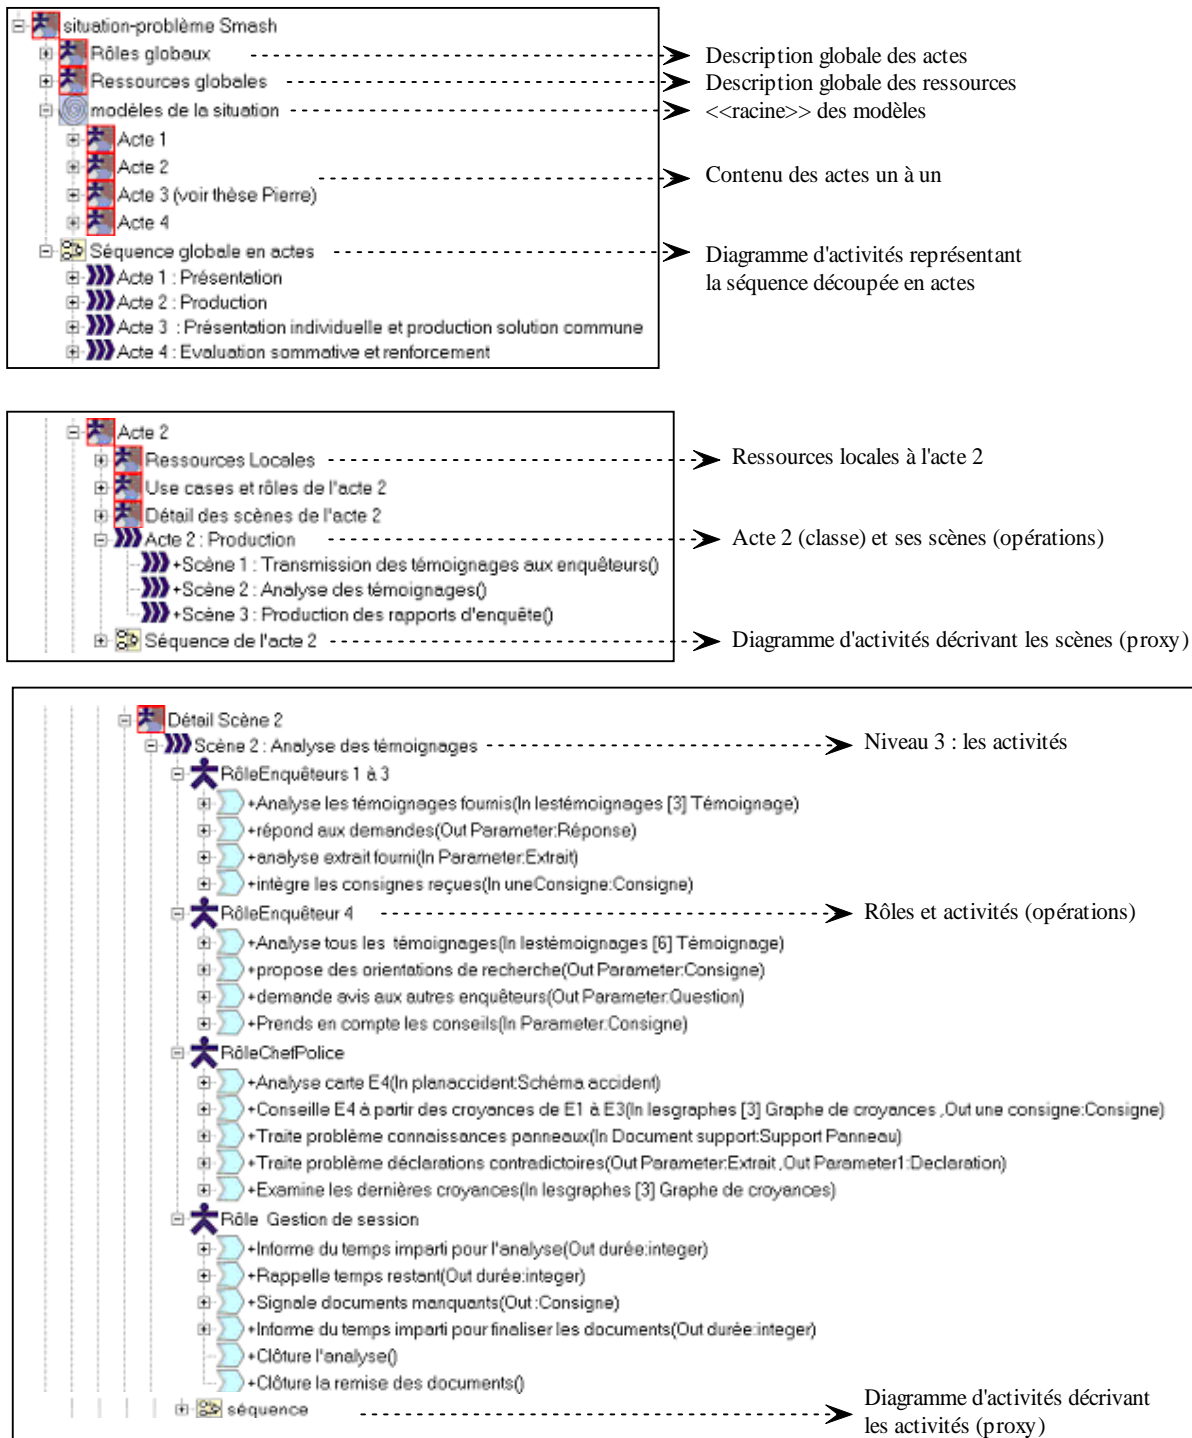 situation-problème Smash
Rôles globaux
Description globale des actes
Ressources globales
Description globale des ressources
modèles de la situation
<<racine>> des modèles
Acte 1
Acte 2
Acte 3 (voir thèse Pierre)
Contenu des actes un à un
Acte 4
Séquence globale en actes
Diagramme d'activités représentant
la séquence découpée en actes
Acte 1 : Présentation
Acte 2 : Production
Acte 3 : Présentation individuelle et production solution commune
Acte 4 : Evaluation sommative et renforcement
Acte 2
Ressources Locales
Ressources locales à l'acte 2
Use cases et rôles de l'acte 2
Détail des scènes de l'acte 2
Acte 2 : Production
Acte 2 (classe) et ses scènes (opérations)
+Scène 1 : Transmission des témoignages aux enquêteurs()
+Scène 2 : Analyse des témoignages()
+Scène 3 : Production des rapports d'enquête()
Séquence de l'acte 2
Diagramme d'activités décrivant les scènes (proxy)
Détail Scène 2
Scène 2 : Analyse des témoignages
Niveau 3 : les activités
RôleEnquêteurs 1 à 3
+Analyse les témoignages fournis(In lestémoignages [3] Témoignage)
+répond aux demandes(Out Parameter:Réponse)
+analyse extrait fourni(In Parameter:Extrait)
+intègre les consignes reçues(In uneConsigne:Consigne)
RôleEnquêteur 4
Rôles et activités (opérations)
+Analyse tous les témoignages(In lestémoignages [6] Témoignage)
+propose des orientations de recherche(Out Parameter:Consigne)
+demande avis aux autres enquêteurs(Out Parameter:Question)
+Prends en compte les conseils(In Parameter:Consigne)
RôleChefPolice
+Analyse carte E4(In planaccident:Schéma accident)
+Conseille E4 à partir des croyances de E1 à E3(In lesgraphes [3] Graphe de croyances ,Out une consigne:Consigne)
+Traite problème connaissances panneaux(In Document support:Support Panneau)
+Traite problème déclarations contradictoires(Out Parameter:Extrait ,Out Parameter1:Declaration)
+Examine les dernières croyances(In lesgraphes [3] Graphe de croyances)
Rôle Gestion de session
+Informe du temps imparti pour l'analyse(Out durée:integer)
+Rappelle temps restant(Out durée:integer)
+Signale documents manquants(Out :Consigne)
+Informe du temps imparti pour finaliser les documents(Out durée:integer)
+Clôture l'analyse()
+Clôture la remise des documents()
séquence
Diagramme d'activités décrivant
les activités (proxy)